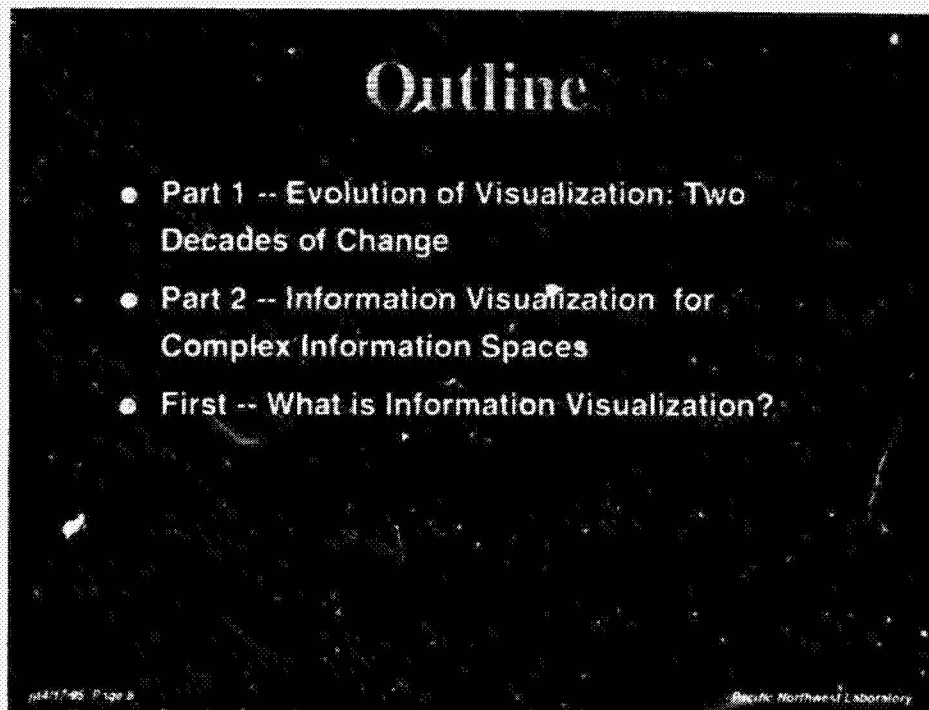 Outline
● Part 1 -- Evolution of Visualization: Two
Decades of Change
● Part 2 -- Information Visualization for
Complex Information Spaces
● First -- What is Information Visualization?
Pacific Northwest Laboratory